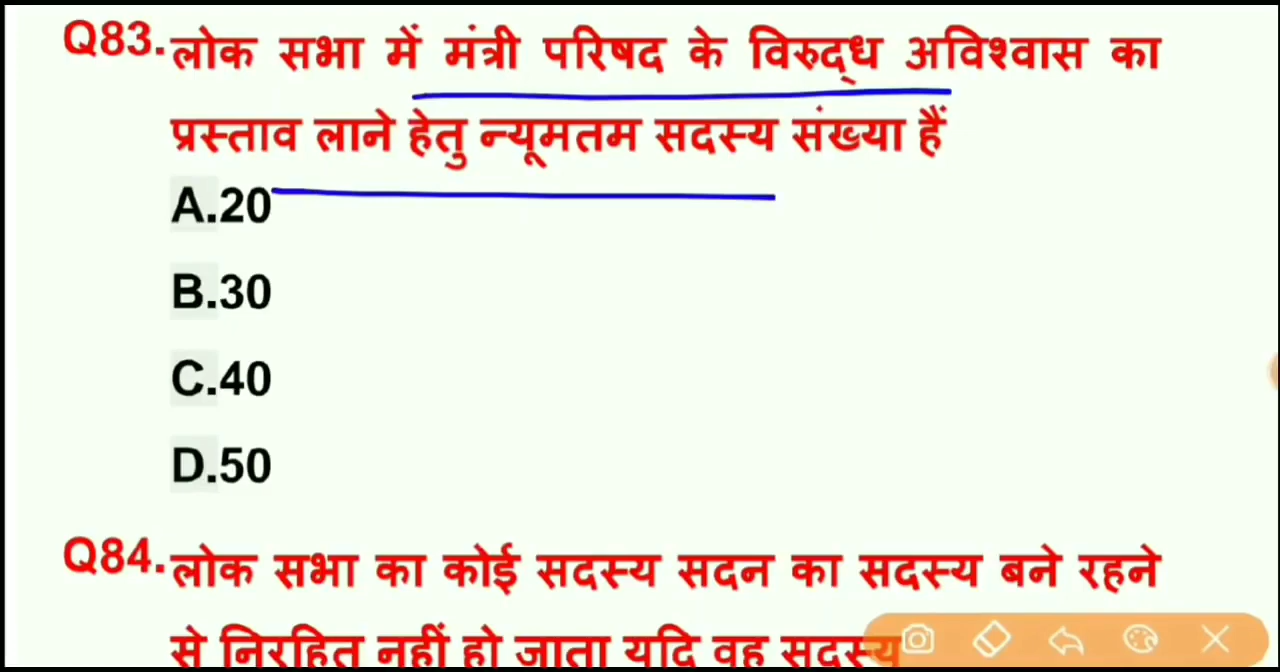 Q83. लोक सभा में मंत्री परिषद के विरुद्ध अविश्वास का
प्रस्ताव लाने हेतु न्यूमतम सदस्य संख्या हैं
A.20
B.30
C.40
D.50
Q84. लोक सभा का कोई सदस्य सदन का सदस्य बने रहने
से निरहित नहीं हो जाता यदि वह सदस्य